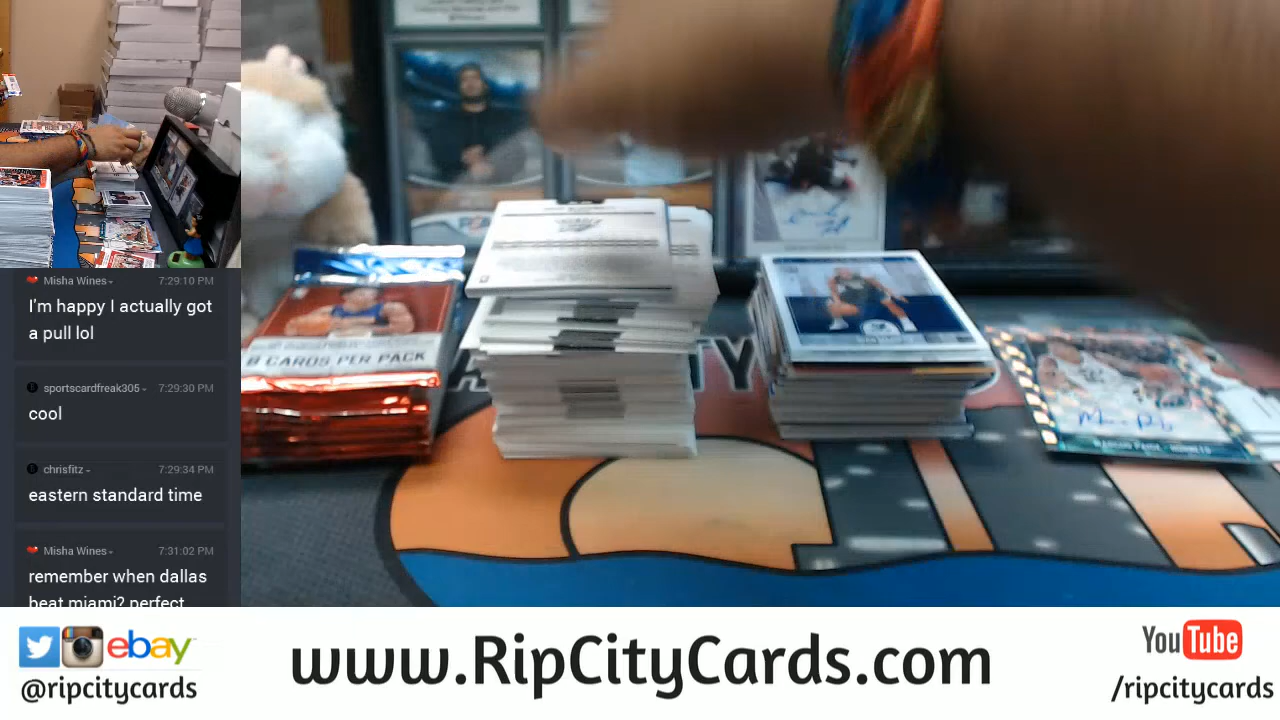 Misha Wines 7:29:10 PM
I'm happy I actually got
a pull lol
sportscardfreak305 7:29:30 PM
cool
chrisfitz 7:29:34 PM
eastern standard time
Misha Wines 7:31:02 PM
remember when dallas
beat miami? perfect
8 CARDS PER PACK
TY
ebay
@ripcitycards
www.RipCityCards.com
YouTube
/ripcitycards